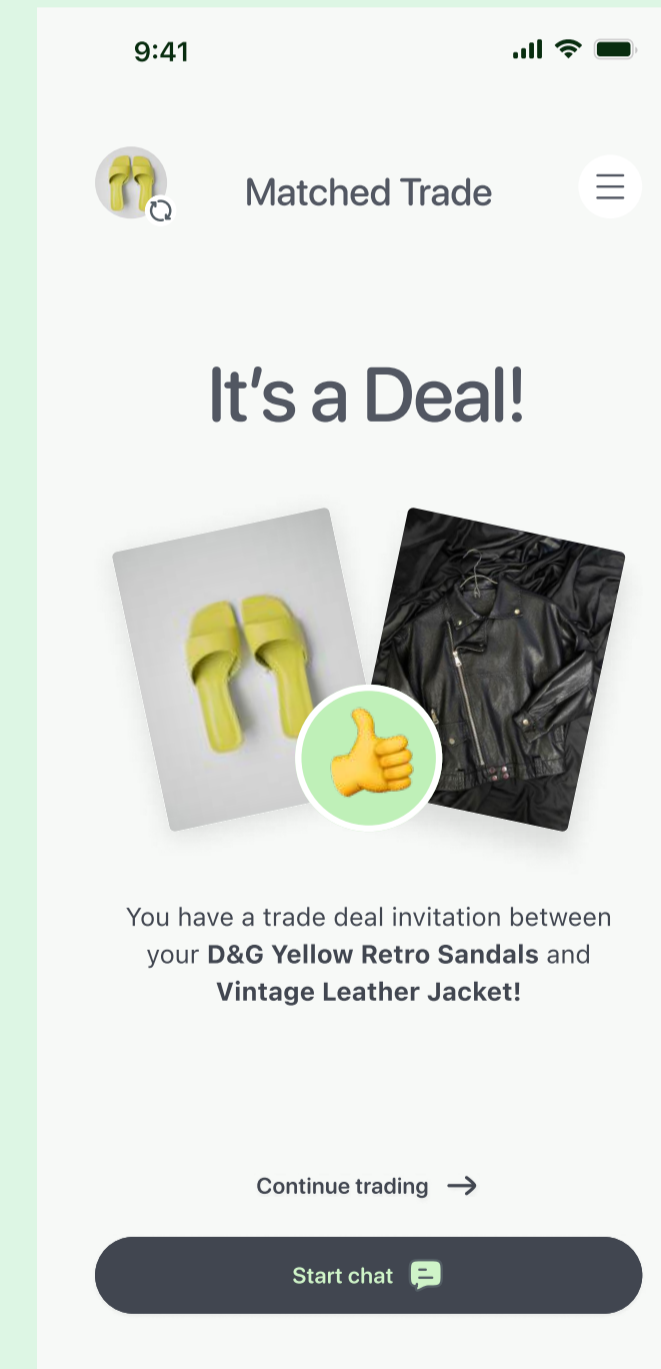 9:41
Matched Trade
It's a Deal!
You have a trade deal invitation between
your D&G Yellow Retro Sandals and
Vintage Leather Jacket!
Continue trading
Start chat